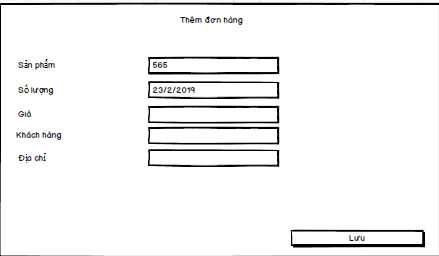 Thêm đơn hàng
Sản phẩm 565
Số lượng 23/2/2019
Giá
Khách hàng
Địa chỉ
Lưu